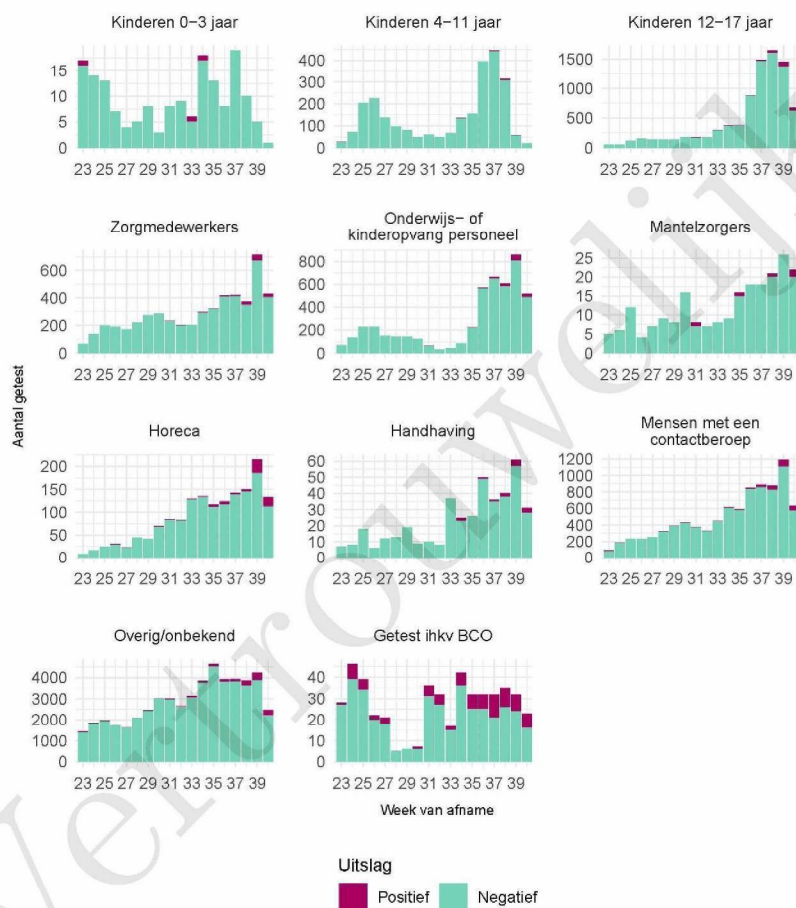 Kinderen 0−3 jaar
Kinderen 4−11 jaar
Kinderen 12−17 jaar
15
10
5
0
23 25 27 29 31 33 35 37 39
400
300
200
100
0
23 25 27 29 31 33 35 37 39
1500
1000
500
0
23 25 27 29 31 33 35 37 39
Zorgmedewerkers
Onderwijs− of
kinderopvang personeel
Mantelzorgers
600
400
200
0
23 25 27 29 31 33 35 37 39
800
600
400
200
0
23 25 27 29 31 33 35 37 39
25
20
15
10
5
0
23 25 27 29 31 33 35 37 39
Aantal getest
Horeca
Handhaving
Mensen met een
contactberoep
200
150
100
50
0
23 25 27 29 31 33 35 37 39
60
50
40
30
20
10
0
23 25 27 29 31 33 35 37 39
1200
1000
800
600
400
200
0
23 25 27 29 31 33 35 37 39
Overig/onbekend
Getest ihkv BCO
4000
3000
2000
1000
0
23 25 27 29 31 33 35 37 39
40
30
20
10
0
23 25 27 29 31 33 35 37 39
Week van afname
Uitslag
Positief Negatief
Vertrouwelijk